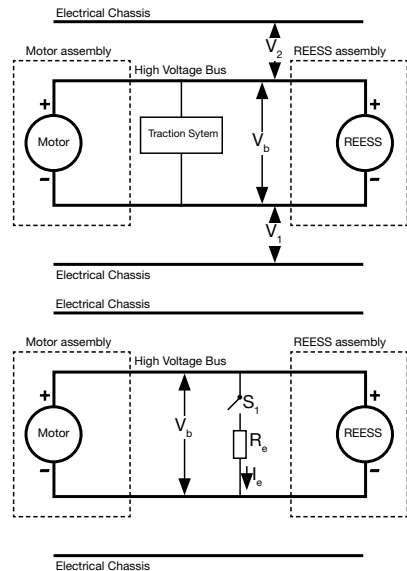 Electrical Chassis
V2
Motor assembly
REESS assembly
High Voltage Bus
+
+
Motor
Traction Sytem
Vb
REESS
–
–
V1
Electrical Chassis
Electrical Chassis
Motor assembly
REESS assembly
High Voltage Bus
+
+
S1
Motor
Vb
Re
REESS
–
–
Ie
Electrical Chassis